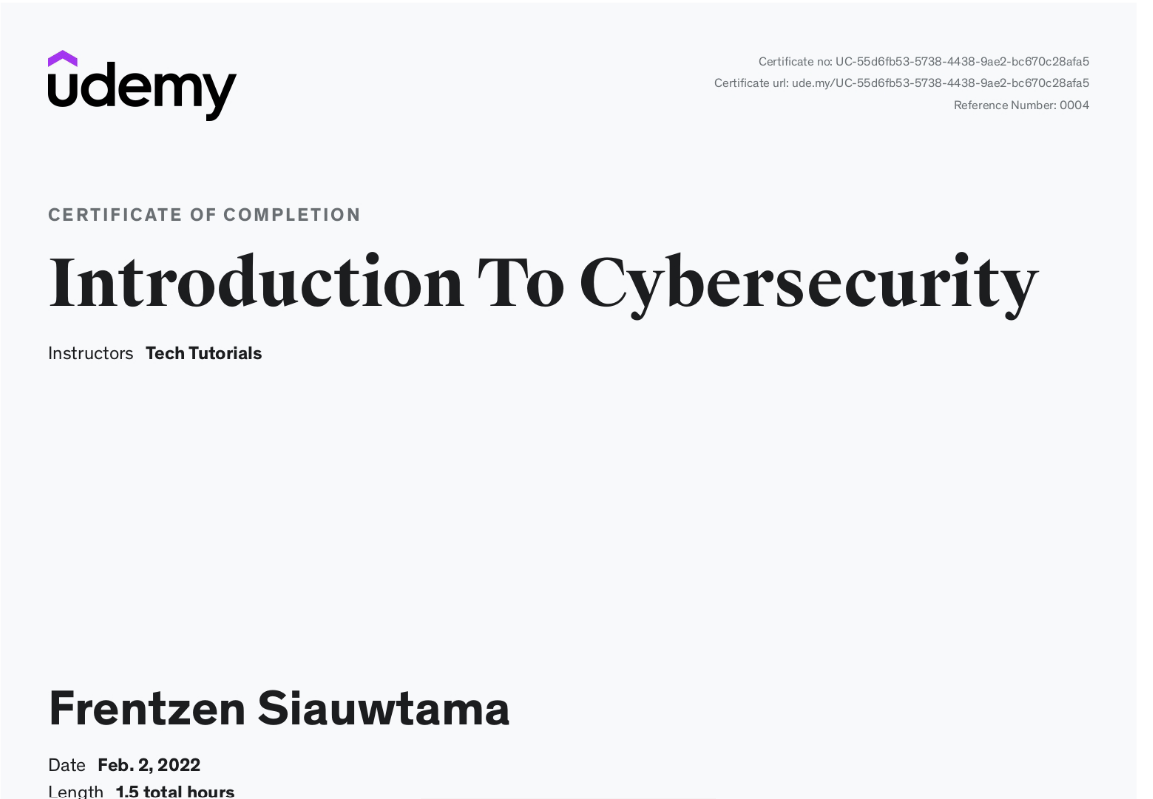 udemy
Certificate no: UC-55d6fb53-5738-4438-9ae2-bc670c28afa5
Certificate url: ude.my/UC-55d6fb53-5738-4438-9ae2-bc670c28afa5
Reference Number: 0004
CERTIFICATE OF COMPLETION
Introduction To Cybersecurity
Instructors Tech Tutorials
Frentzen Siauwtama
Date Feb. 2, 2022
Length 1.5 total hours